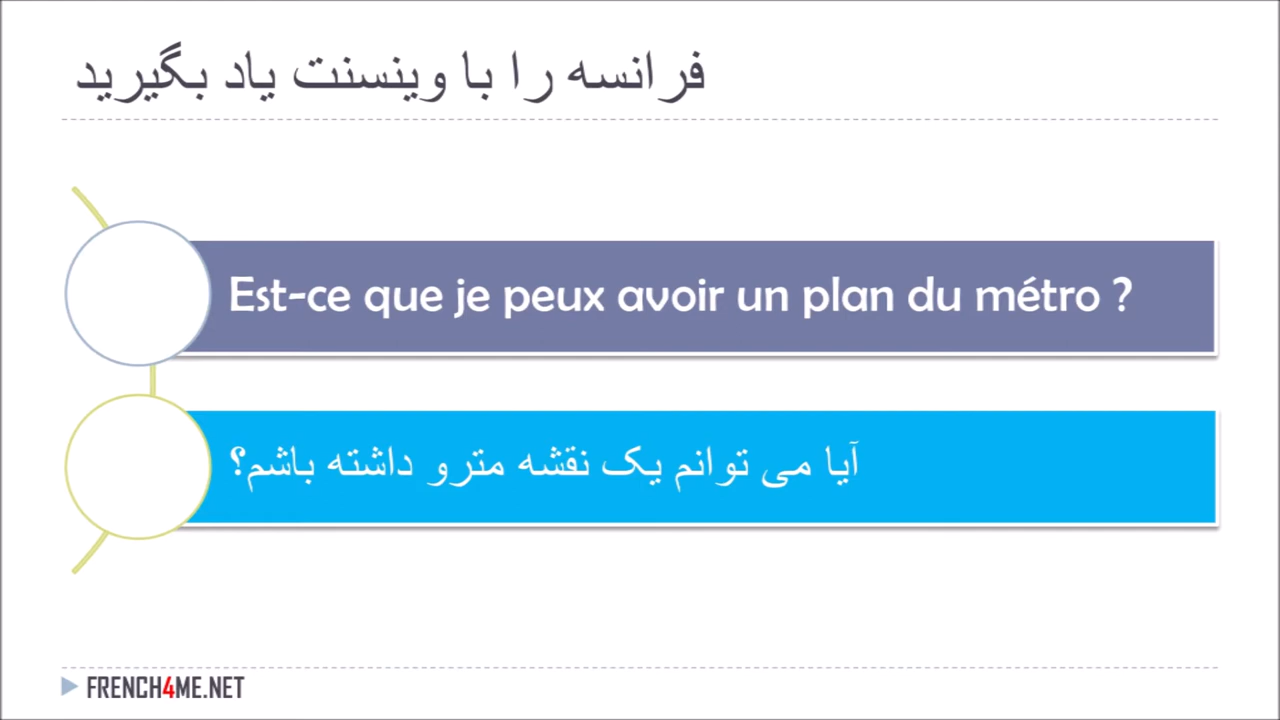 فرانسه را با وینسنت یاد بگیرید
Est-ce que je peux avoir un plan du métro ?
آیا می توانم یک نقشه مترو داشته باشم؟
FRENCH4ME.NET